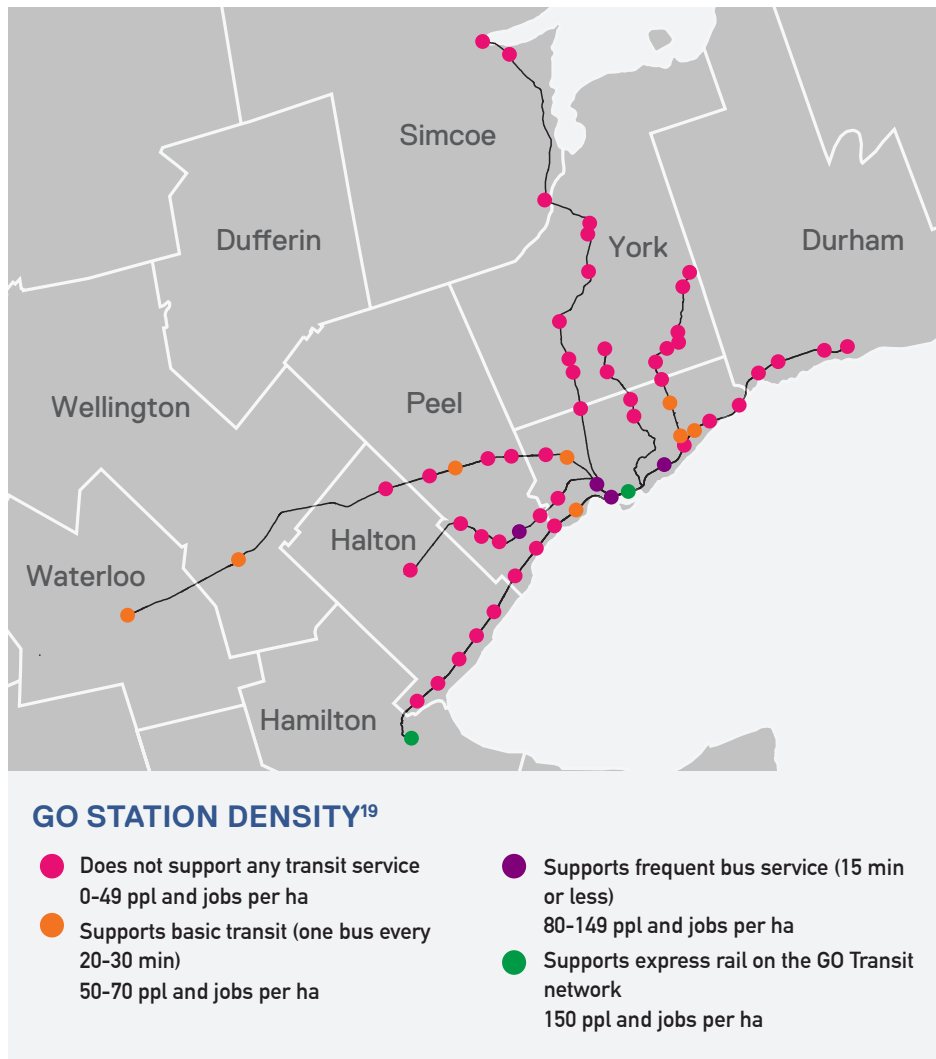 Simcoe
Dufferin
York
Durham
Wellington
Peel
Halton
Waterloo
Hamilton
GO STATION DENSITY19
Does not support any transit service
0-49 ppl and jobs per ha
Supports basic transit (one bus every
20-30 min)
50-70 ppl and jobs per ha
Supports frequent bus service (15 min
or less)
80-149 ppl and jobs per ha
Supports express rail on the GO Transit
network
150 ppl and jobs per ha